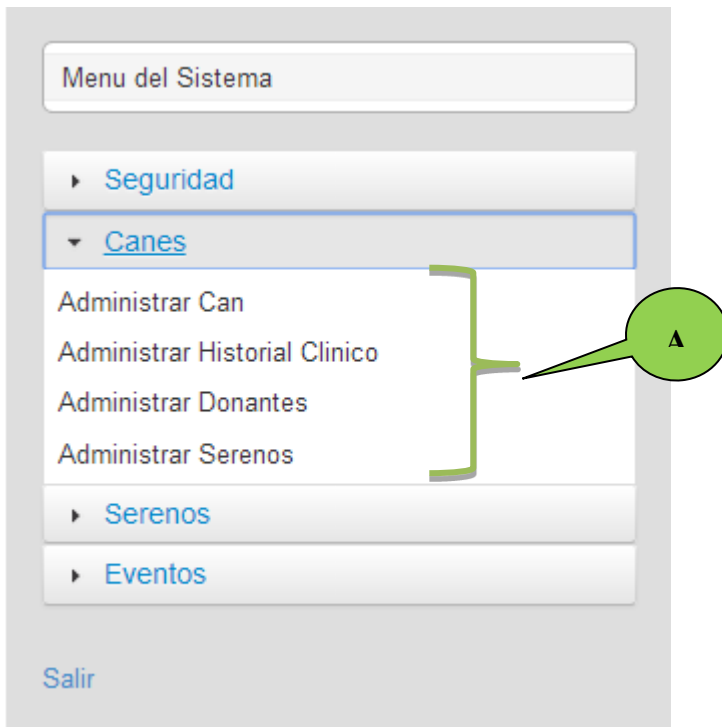 Menu del Sistema
Seguridad
Canes
Administrar Can
Administrar Historial Clinico
Administrar Donantes
Administrar Serenos
A
Serenos
Eventos
Salir